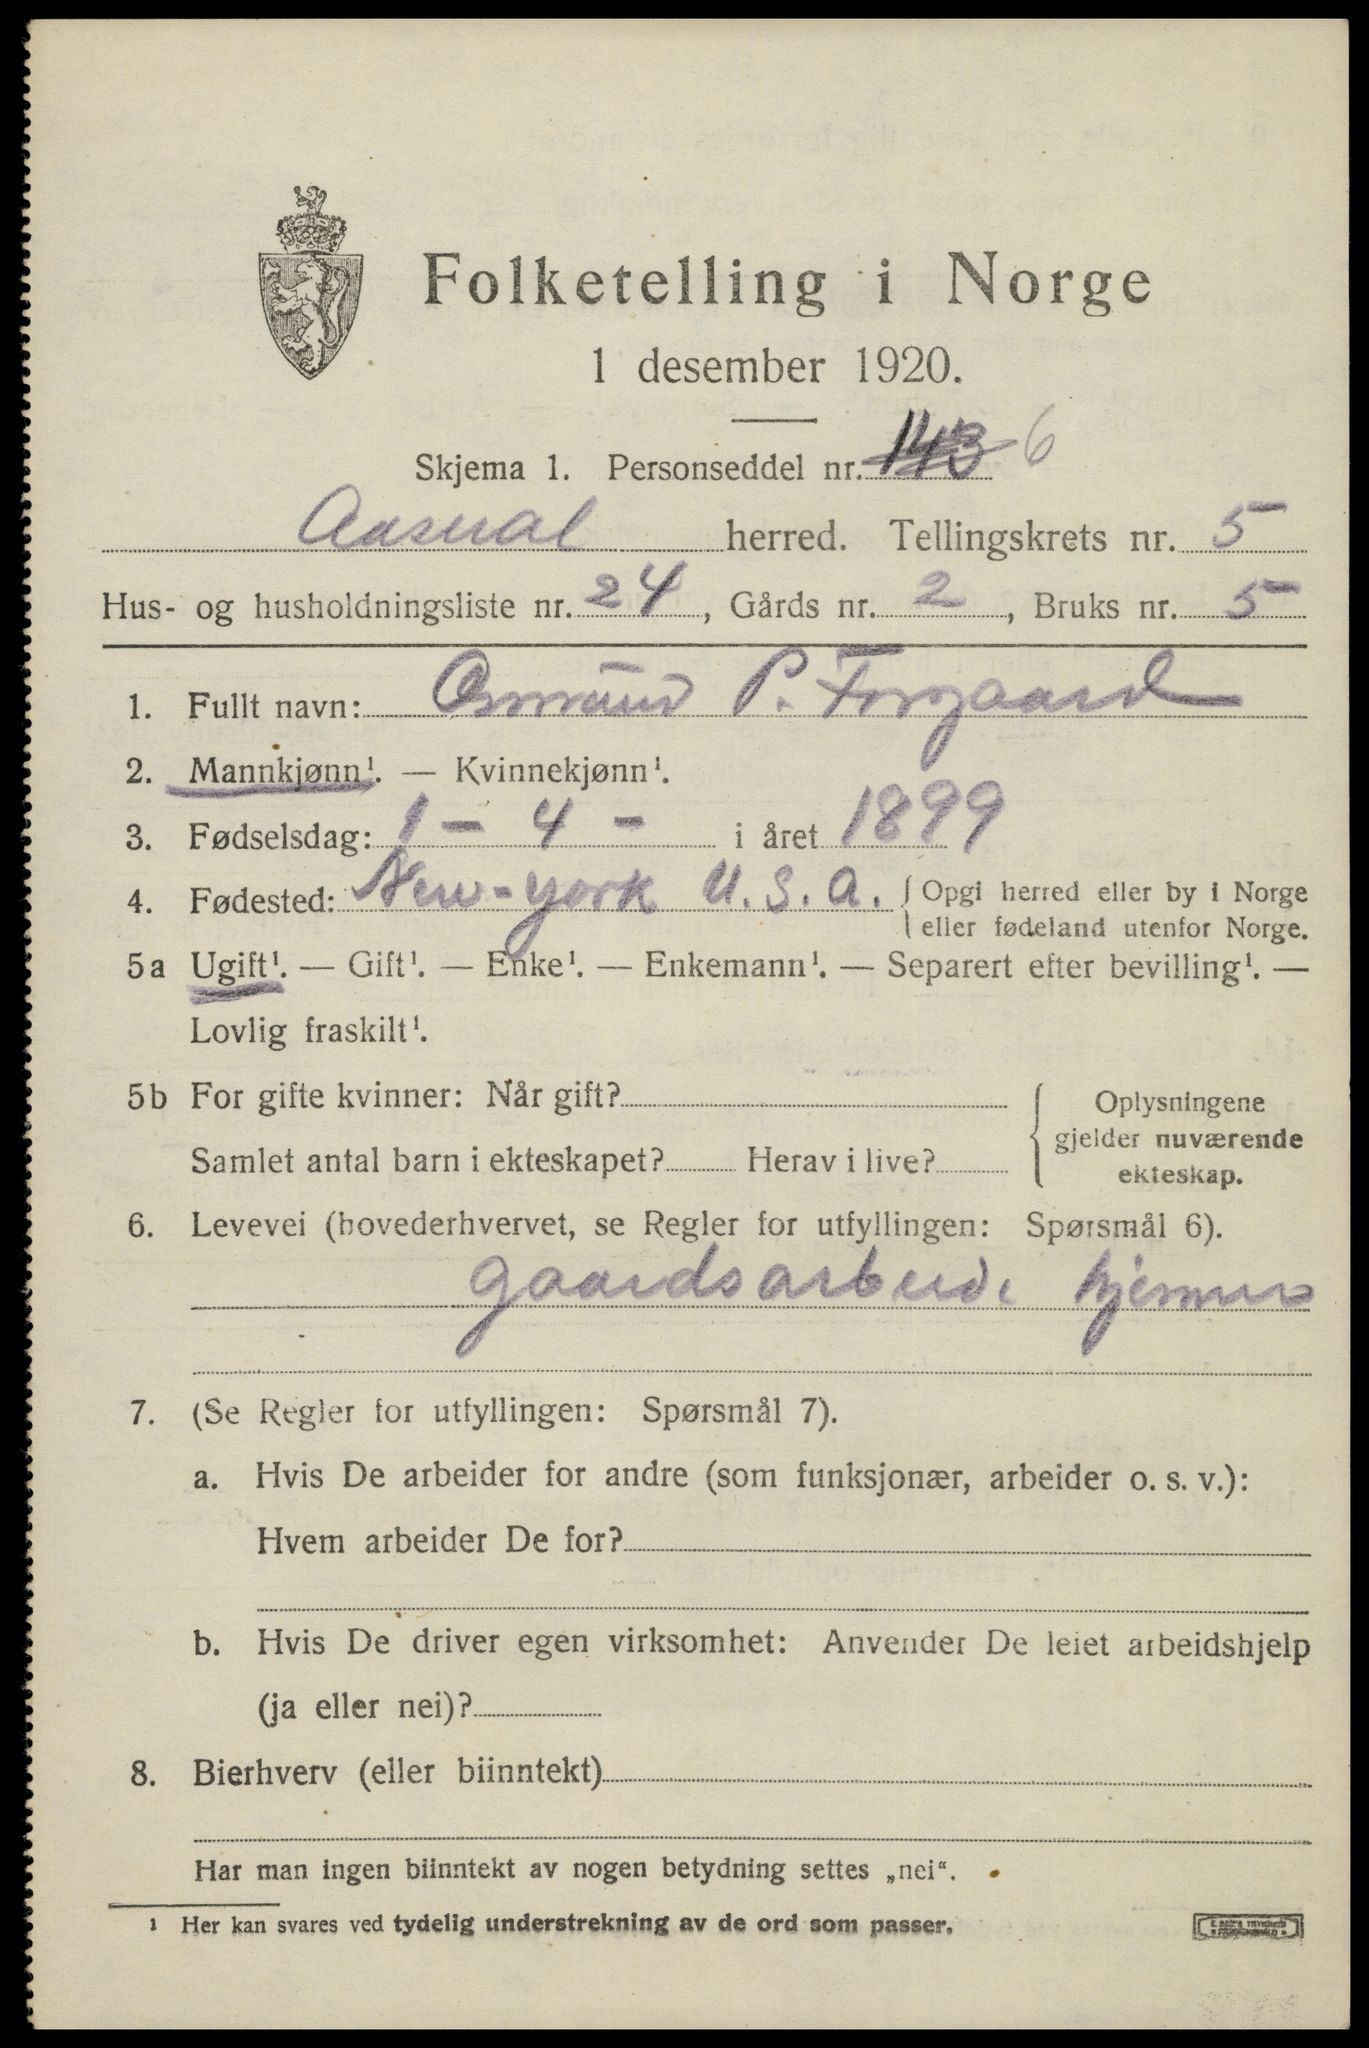 Folketelling i Norge
1 desember 1920.
Skjema 1. Personseddel nr. 143 6
Aaseral herred. Tellingskrets nr. 5
Hus- og husholdningsliste nr. 24, Gårds nr. 2, Bruks nr. 5
1. Fullt navn: Osmund P. Forgaard
2. Mannkjønn¹. — Kvinnekjønn¹.
3. Fødselsdag: 1 - 4 - i året 1899
4. Fødested: New-york U.S.A. Opgi herred eller by i Norge
eller fødeland utenfor Norge.
5a Ugift¹. — Gift¹. — Enke¹. — Enkemann¹. — Separert efter bevilling¹. —
Lovlig fraskilt¹.
5b For gifte kvinner: Når gift? Oplysningene
gjelder nuværende
Samlet antal barn i ekteskapet? Herav i live? ekteskap.
6. Levevei (hovederhvervet, se Regler for utfyllingen: Spørsmål 6).
gaardsarbeide hjemme
7. (Se Regler for utfyllingen: Spørsmål 7).
a. Hvis De arbeider for andre (som funksjonær, arbeider o. s. v.):
Hvem arbeider De for?
b. Hvis De driver egen virksomhet: Anvender De leiet arbeidshjelp
(ja eller nei)?
8. Bierhverv (eller biinntekt)
Har man ingen biinntekt av nogen betydning settes „nei“.
¹ Her kan svares ved tydelig understrekning av de ord som passer.